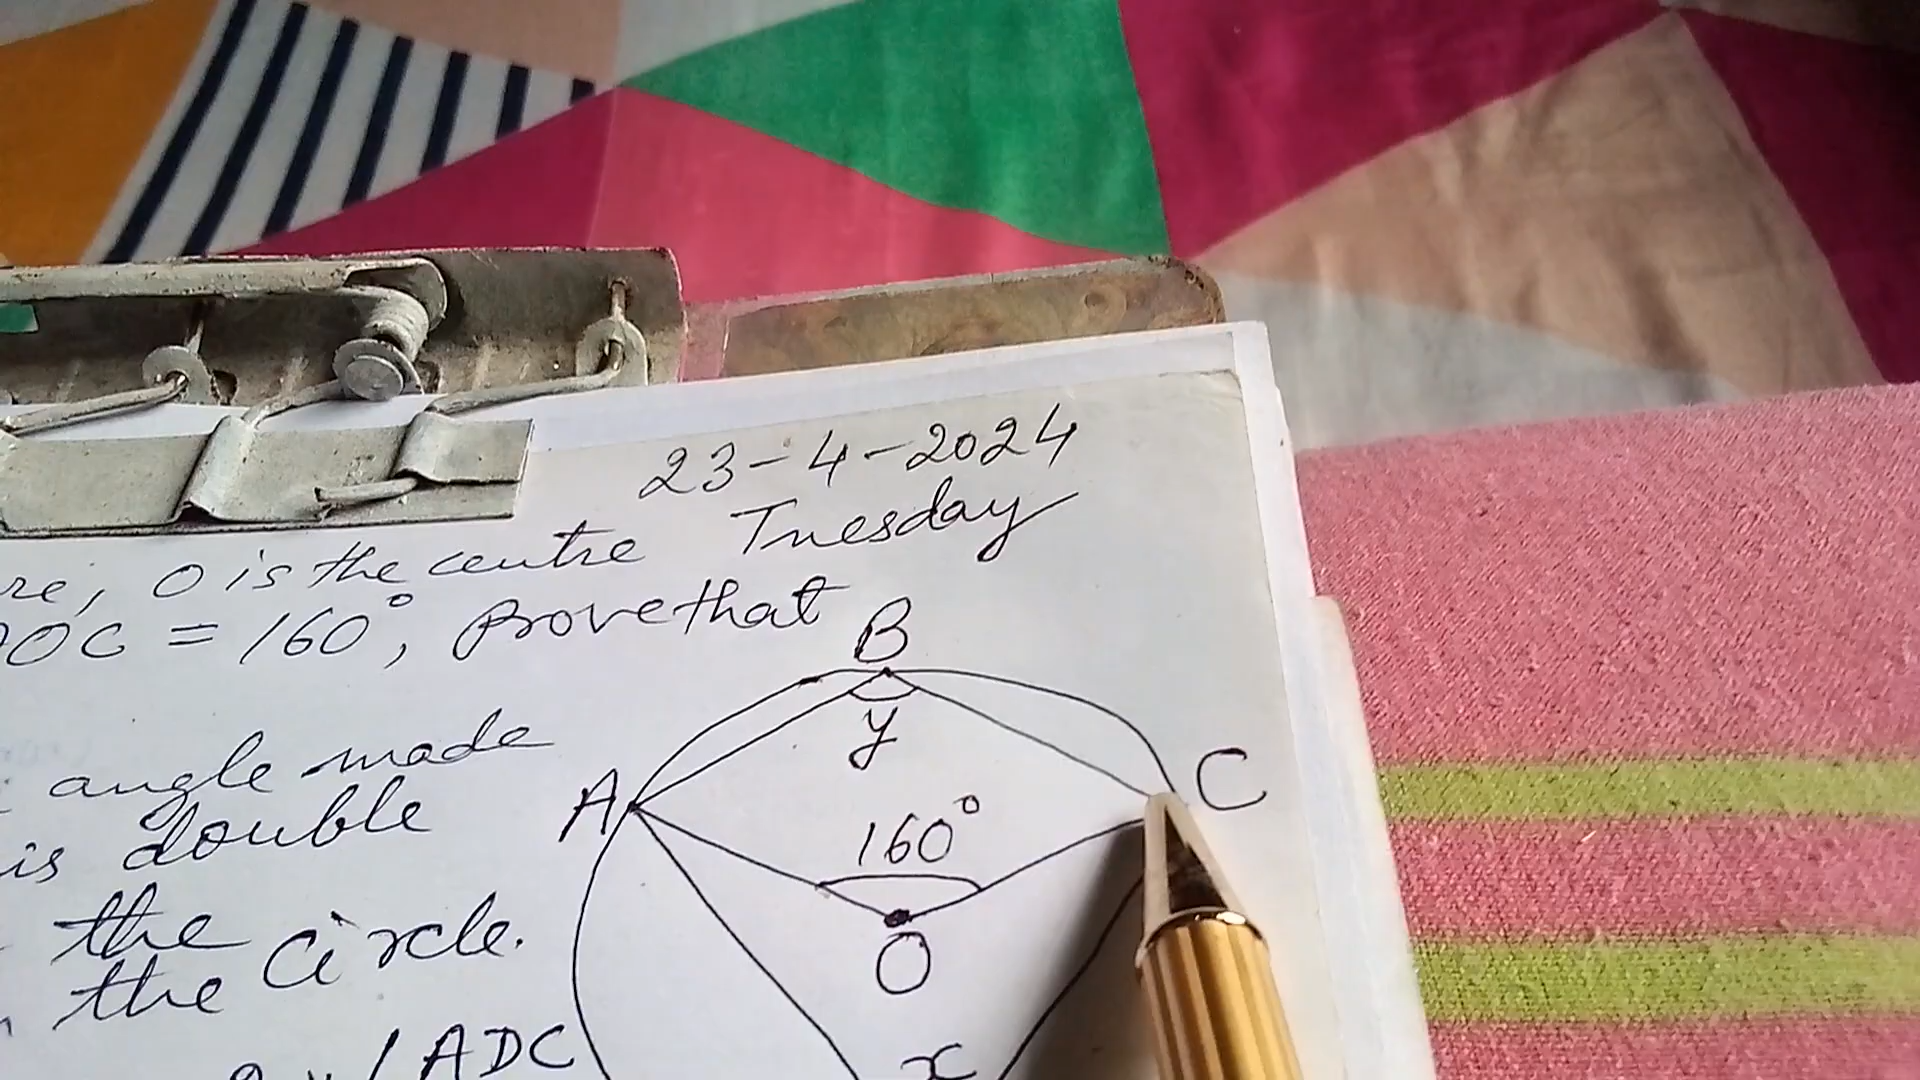 23-4-2024
Tuesday
re, O is the centre
OC = 160°, Prove that
B
y
angle made
A
C
is double
160°
the
O
the circle.
ADC
x